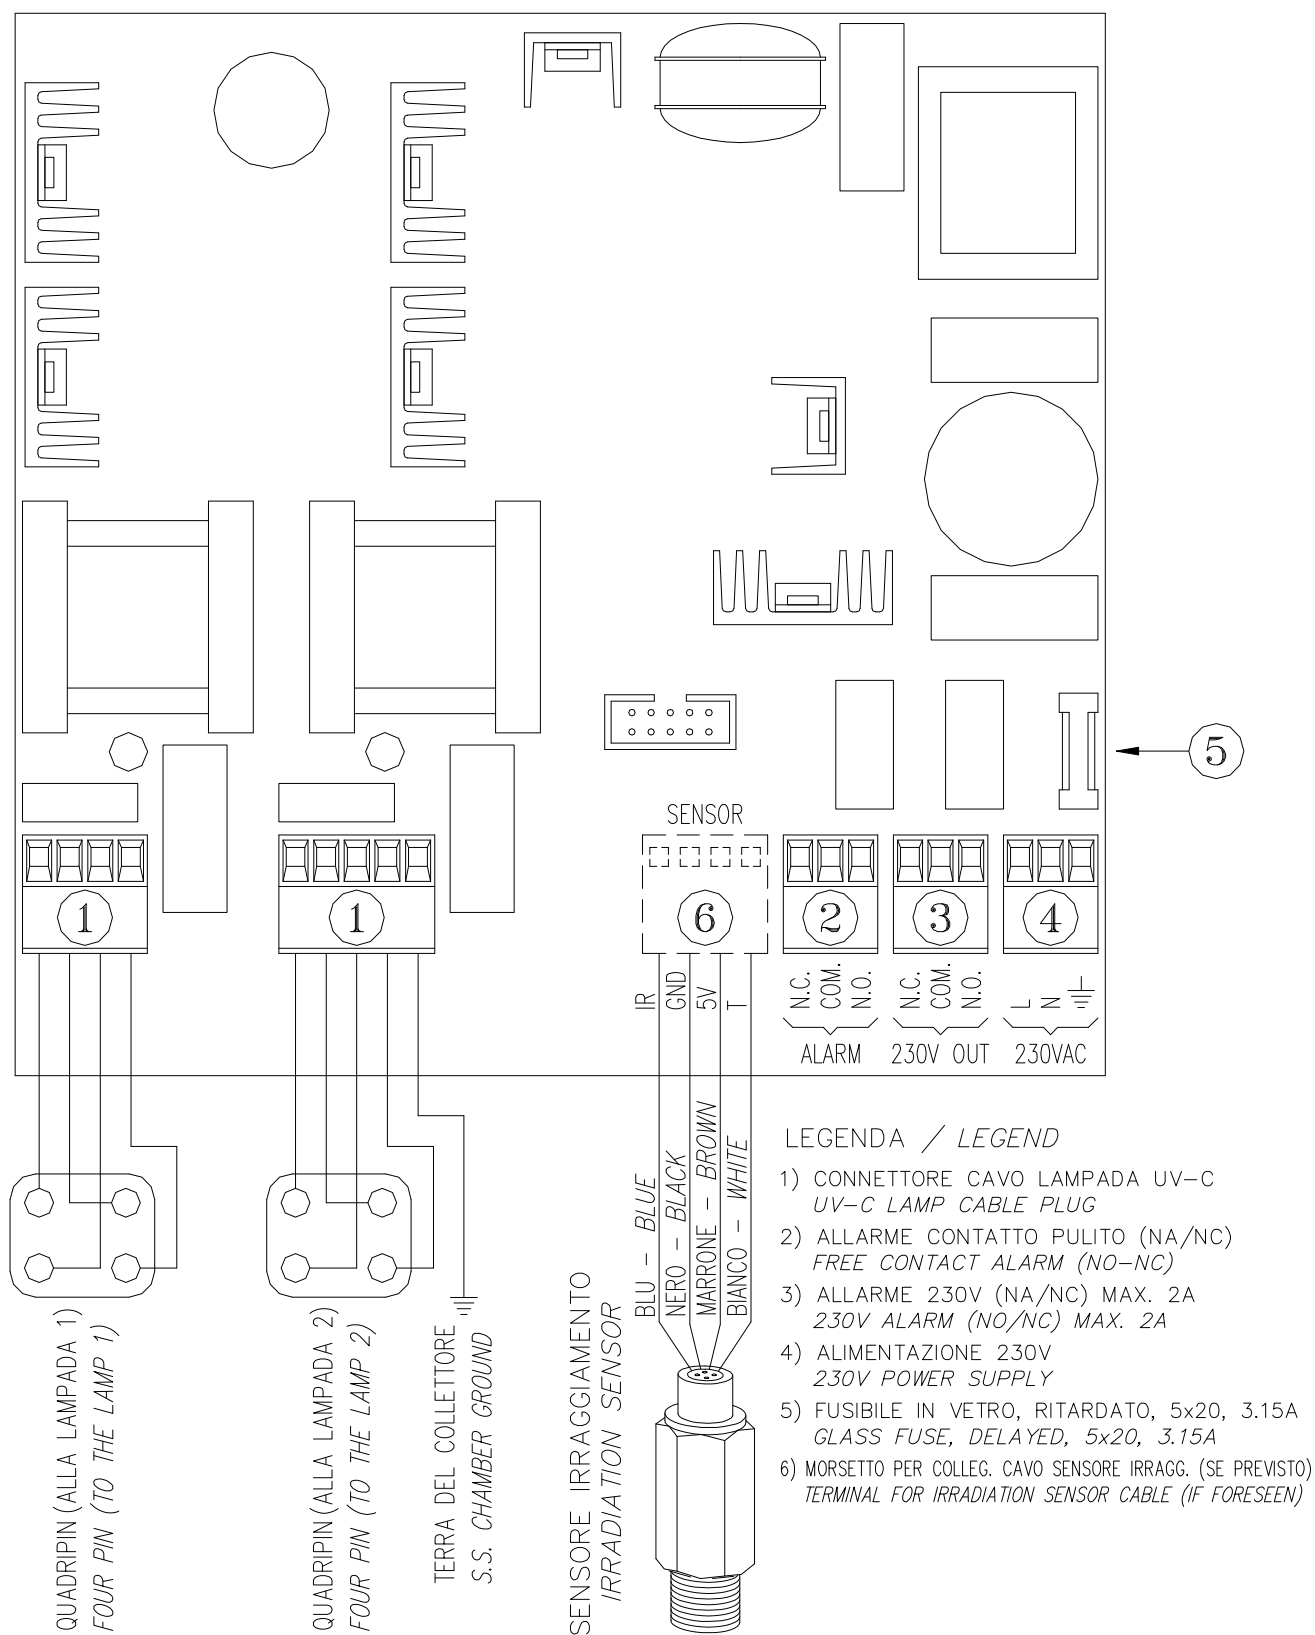 5
SENSOR
1
1
6
2
3
4
IR
GND
5V
T
N.C.
COM.
N.O.
N.C.
COM.
N.O.
L
N
ALARM
230V OUT
230VAC
BLU - BLUE
NERO - BLACK
MARRONE - BROWN
BIANCO - WHITE
QUADRIPIN (ALLA LAMPADA 1)
FOUR PIN (TO THE LAMP 1)
QUADRIPIN (ALLA LAMPADA 2)
FOUR PIN (TO THE LAMP 2)
TERRA DEL COLLETTORE
S.S. CHAMBER GROUND
SENSORE IRRAGGIAMENTO
IRRADIATION SENSOR
LEGENDA / LEGEND
1) CONNETTORE CAVO LAMPADA UV-C
UV-C LAMP CABLE PLUG
2) ALLARME CONTATTO PULITO (NA/NC)
FREE CONTACT ALARM (NO-NC)
3) ALLARME 230V (NA/NC) MAX. 2A
230V ALARM (NO/NC) MAX. 2A
4) ALIMENTAZIONE 230V
230V POWER SUPPLY
5) FUSIBILE IN VETRO, RITARDATO, 5x20, 3.15A
GLASS FUSE, DELAYED, 5x20, 3.15A
6) MORSETTO PER COLLEG. CAVO SENSORE IRRAGG. (SE PREVISTO)
TERMINAL FOR IRRADIATION SENSOR CABLE (IF FORESEEN)